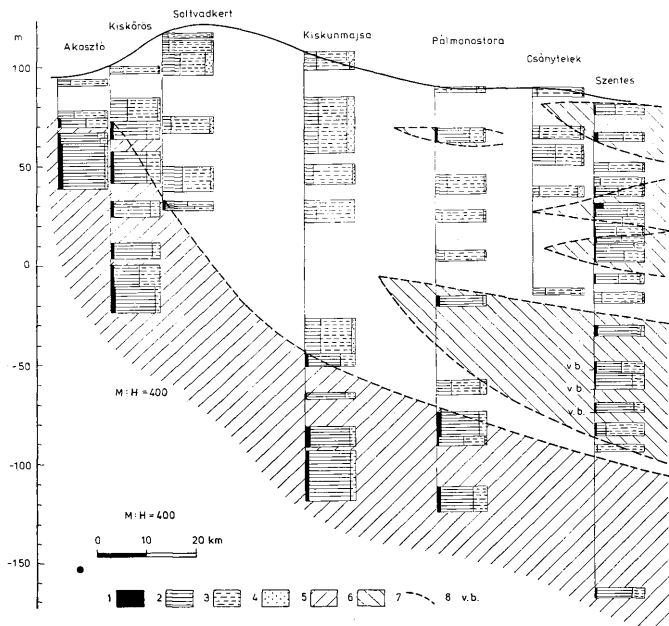 m
Akasztó
Kiskőrös
Soltvadkert
Kiskunmajsa
Pálmonostora
Csánytelek
Szentes
100
50
0
m
-50
-100
-150
v.b.
v.b.
v.b.
M:H=400
M:H=400
0 10 20 km
1 2 3 4 5 6 7 8 v.b.